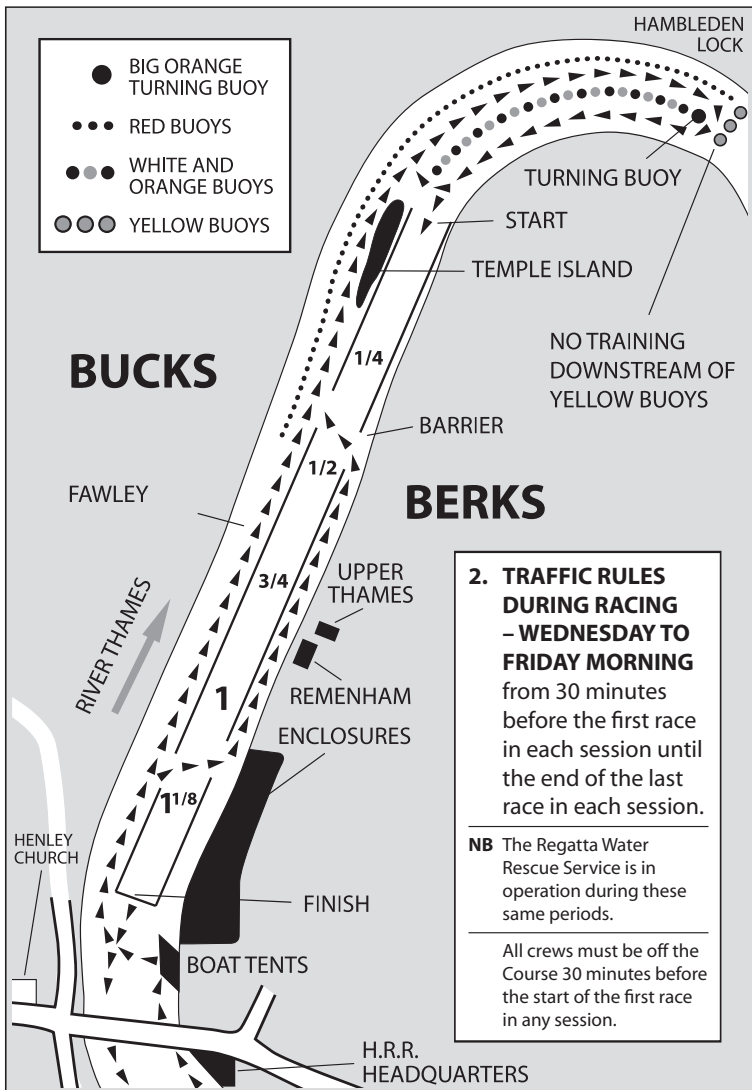 HAMBLEDEN
LOCK
BIG ORANGE
TURNING BUOY
RED BUOYS
WHITE AND
ORANGE BUOYS
YELLOW BUOYS
TURNING BUOY
START
TEMPLE ISLAND
NO TRAINING
DOWNSTREAM OF
YELLOW BUOYS
1/4
BUCKS
BARRIER
1/2
FAWLEY
BERKS
3/4
UPPER
THAMES
RIVER THAMES
REMENHAM
1
ENCLOSURES
1 1/8
HENLEY
CHURCH
FINISH
BOAT TENTS
H.R.R.
HEADQUARTERS
2. TRAFFIC RULES
DURING RACING
– WEDNESDAY TO
FRIDAY MORNING
from 30 minutes
before the first race
in each session until
the end of the last
race in each session.
NB The Regatta Water
Rescue Service is in
operation during these
same periods.
All crews must be off the
Course 30 minutes before
the start of the first race
in any session.